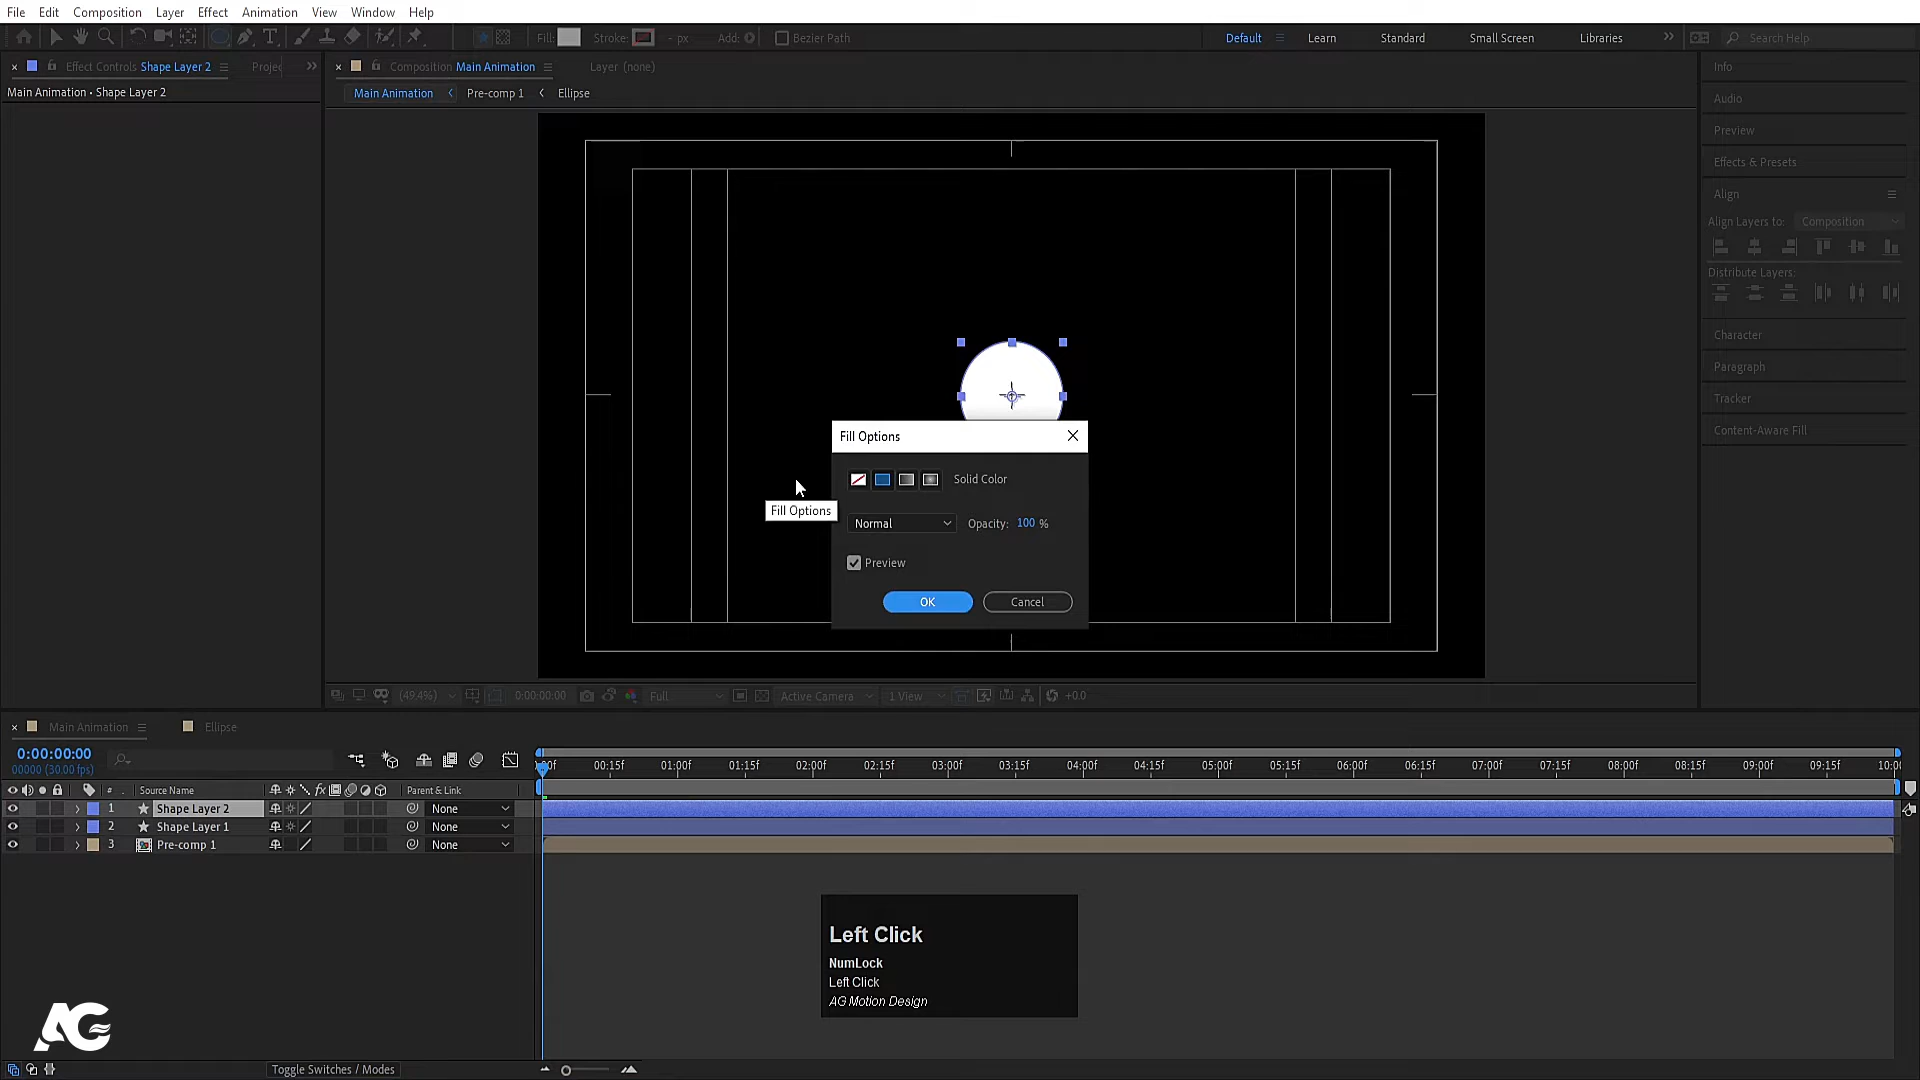 File Edit Composition Layer Effect Animation View Window Help
Fill: Stroke: - px Add: Bezier Path Default Learn Standard Small Screen Libraries Search Help
Effect Controls Shape Layer 2 Projec
Main Animation • Shape Layer 2
Composition Main Animation Layer (none)
Main Animation Pre-comp 1 Ellipse
Info
Audio
Preview
Effects & Presets
Align
Align Layers to: Composition
Distribute Layers:
Character
Paragraph
Tracker
Content-Aware Fill
Fill Options
Solid Color
Fill Options
Normal Opacity: 100 %
Preview
OK Cancel
(49.4%) 0:00:00:00 Full Active Camera 1 View +0.0
Main Animation Ellipse
0:00:00:00
00000 (30.00 fps)
00f 00:15f 01:00f 01:15f 02:00f 02:15f 03:00f 03:15f 04:00f 04:15f 05:00f 05:15f 06:00f 06:15f 07:00f 07:15f 08:00f 08:15f 09:00f 09:15f 10:00
# . Source Name fx Parent & Link
1 Shape Layer 2 None
2 Shape Layer 1 None
3 Pre-comp 1 None
Left Click
NumLock
Left Click
AG Motion Design
AG
Toggle Switches / Modes